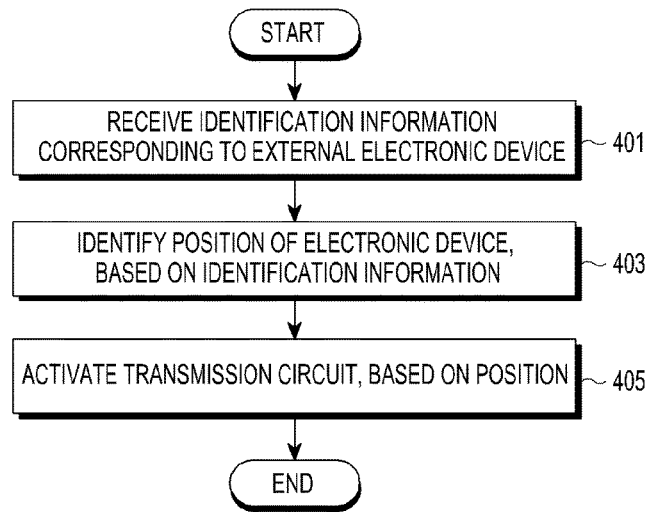 START
RECEIVE IDENTIFICATION INFORMATION
CORRESPONDING TO EXTERNAL ELECTRONIC DEVICE
401
IDENTIFY POSITION OF ELECTRONIC DEVICE,
BASED ON IDENTIFICATION INFORMATION
403
ACTIVATE TRANSMISSION CIRCUIT, BASED ON POSITION
405
END